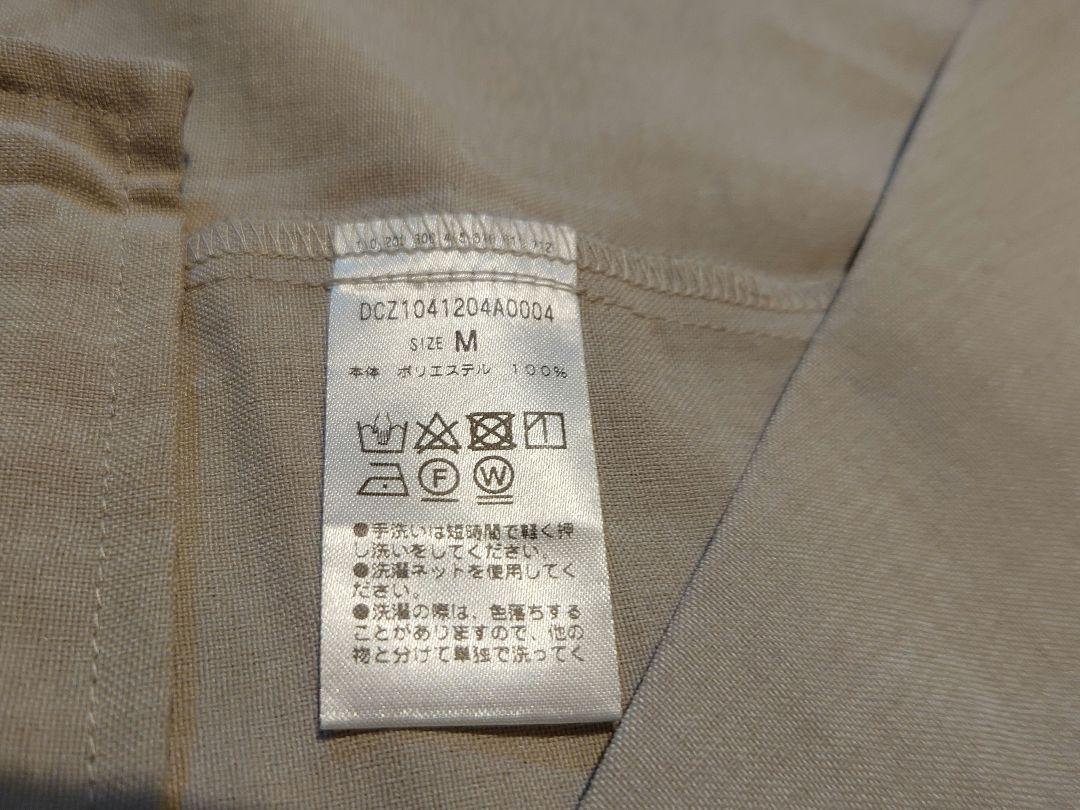 DCZ1041204A0004
SIZE M
本体 ポリエステル 100%
F W
●手洗いは短時間で軽く押
し洗いをしてください。
●洗濯ネットを使用してく
ださい。
●洗濯の際は、色落ちする
ことがありますので、他の
物と分けて単独で洗ってく